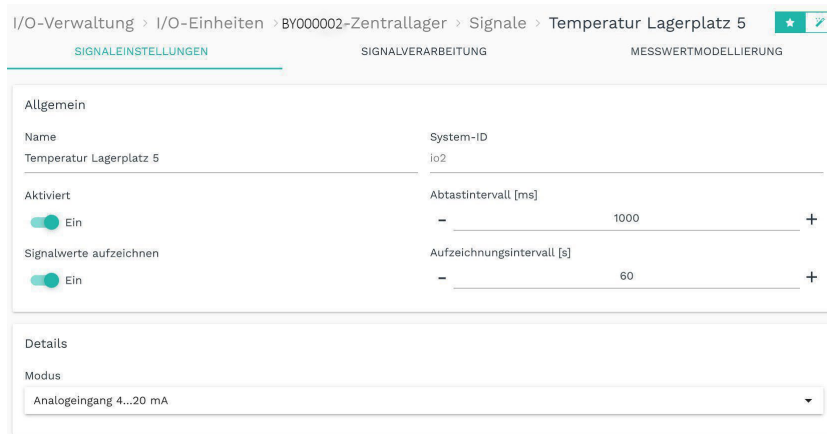 I/O-Verwaltung > I/O-Einheiten > BY000002-Zentrallager > Signale > Temperatur Lagerplatz 5
SIGNALEINSTELLUNGEN SIGNALVERARBEITUNG MESSWERTMODELLIERUNG
Allgemein
Name System-ID
Temperatur Lagerplatz 5 io2
Aktiviert Abtastintervall [ms]
Ein - 1000 +
Signalwerte aufzeichnen Aufzeichnungsintervall [s]
Ein - 60 +
Details
Modus
Analogeingang 4...20 mA